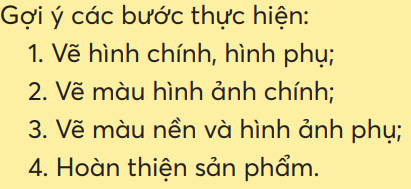 Gợi ý các bước thực hiện:
1. Vẽ hình chính, hình phụ;
2. Vẽ màu hình ảnh chính;
3. Vẽ màu nền và hình ảnh phụ;
4. Hoàn thiện sản phẩm.